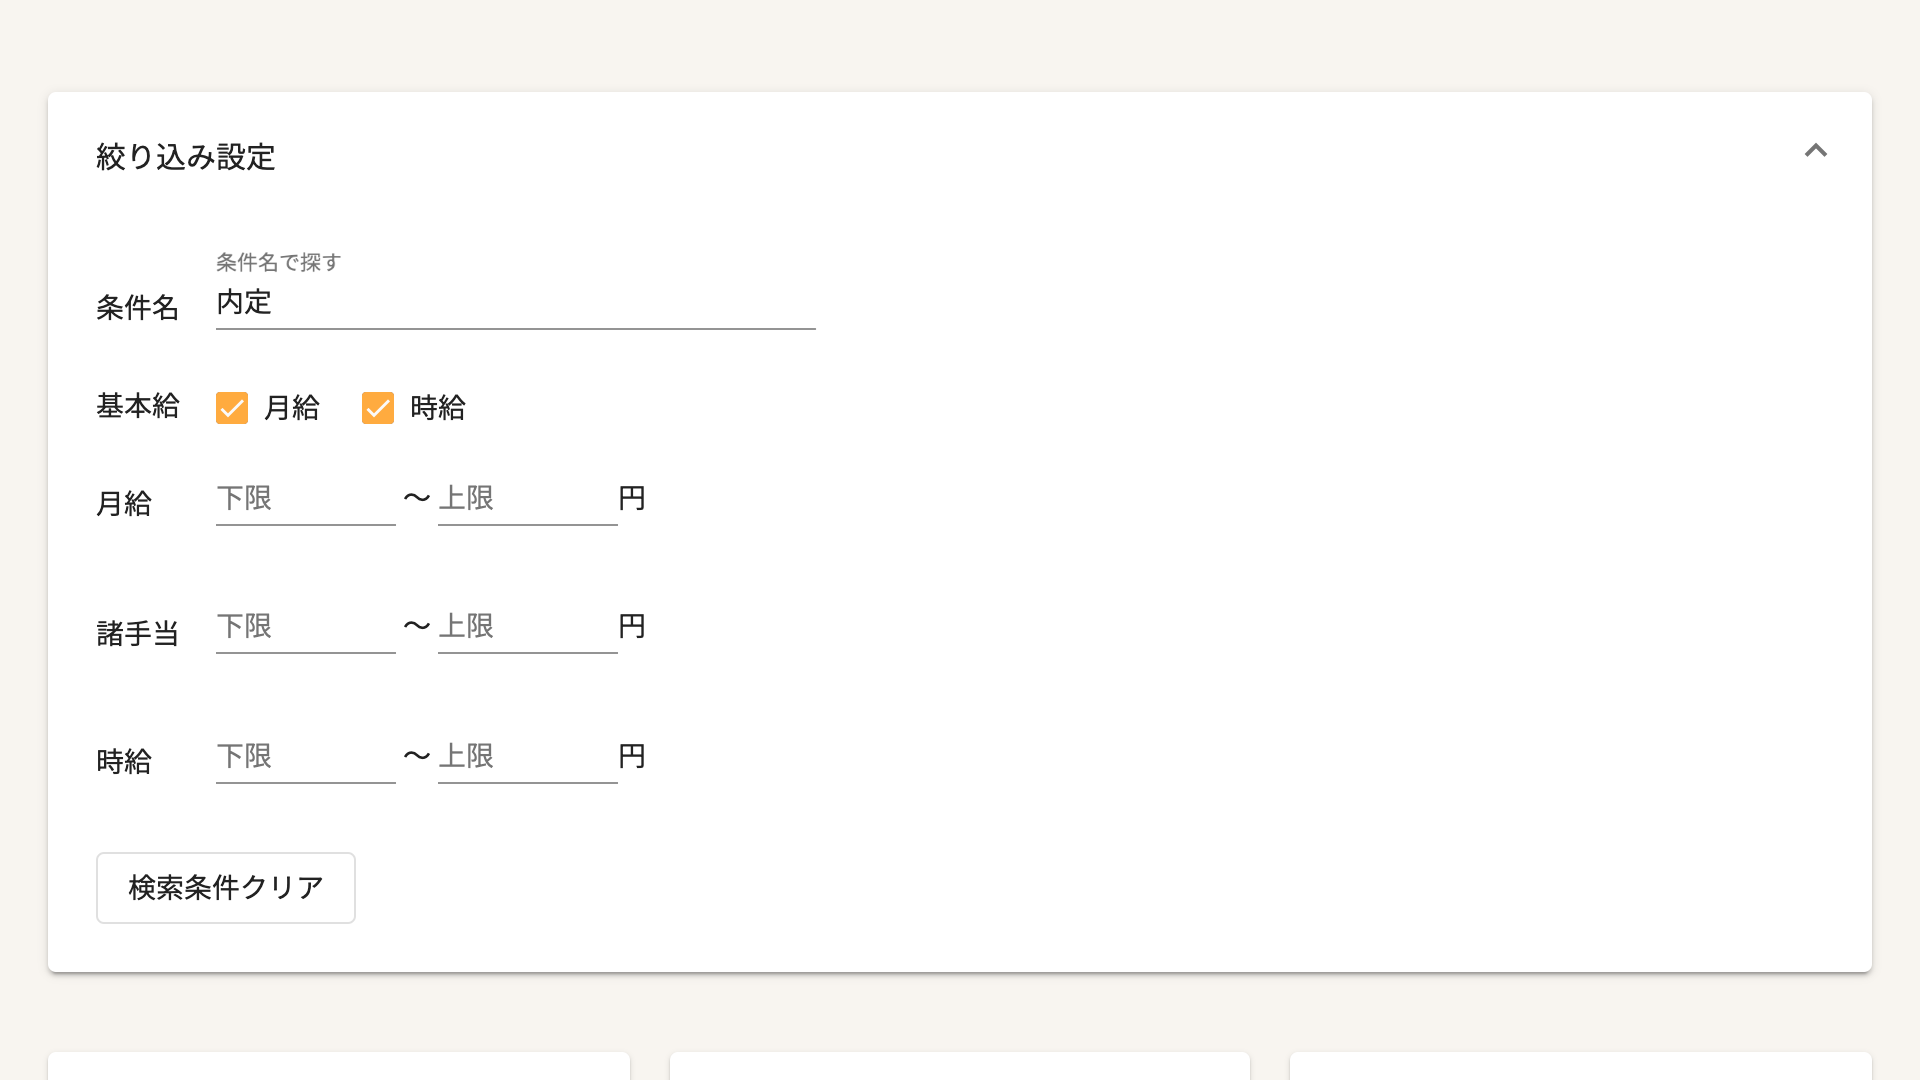 絞り込み設定
条件名で探す
条件名 内定
基本給 月給 時給
月給 下限 〜 上限 円
諸手当 下限 〜 上限 円
時給 下限 〜 上限 円
検索条件クリア